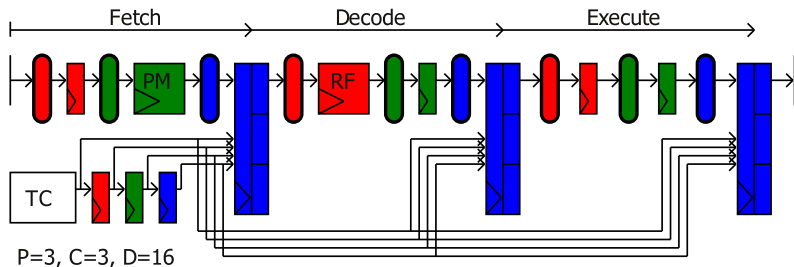 Fetch Decode Execute
PM RF
TC
P=3, C=3, D=16